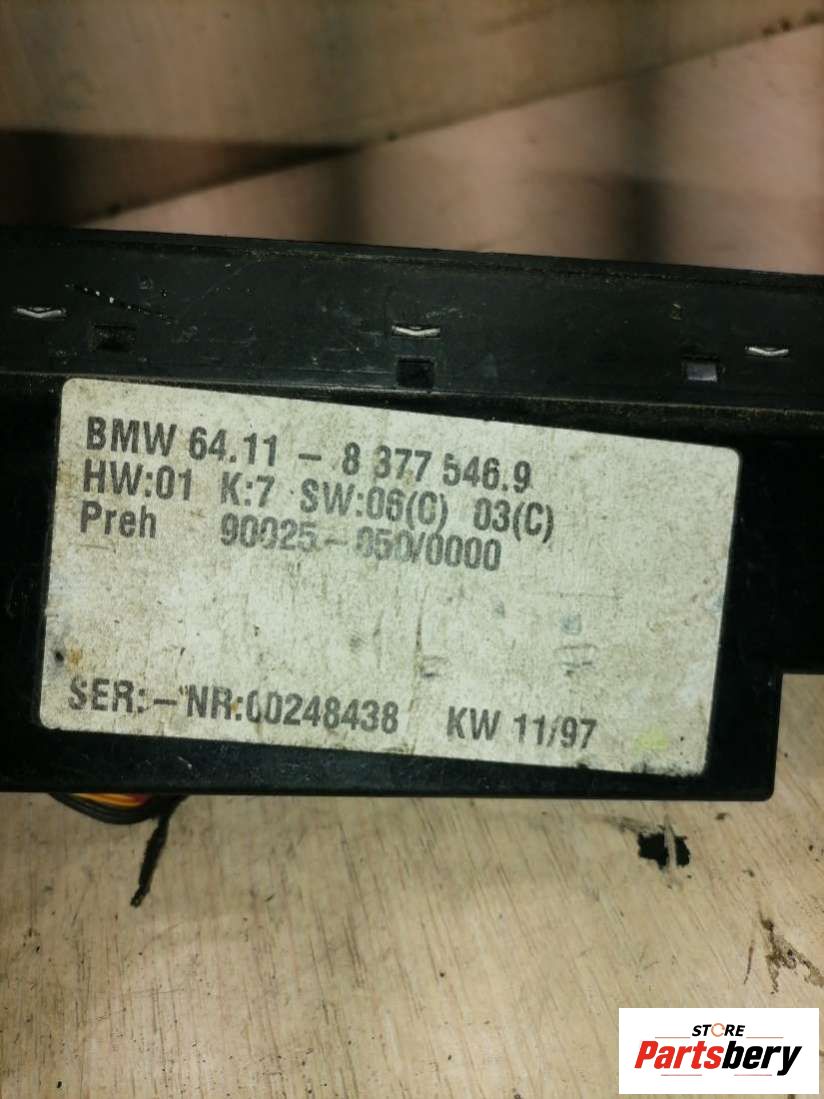 BMW 64.11 - 8 377 546.9
HW:01 K:7 SW:06(C) 03(C)
Preh 90025-050/0000
SER:-NR:00248438 KW 11/97
STORE
Partsbery